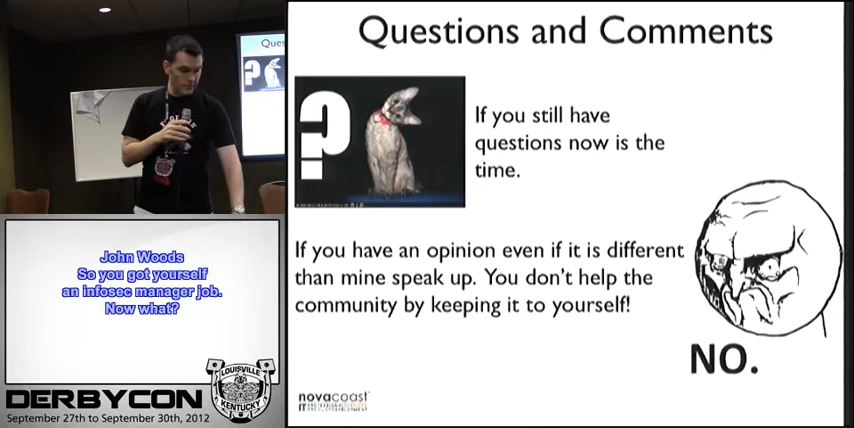 Ques
?
John Woods
So you got yourself
an infosec manager job.
Now what?
LOUISVILLE
KENTUCKY
DERBYCON
September 27th to September 30th, 2012
Questions and Comments
?
If you still have
questions now is the
time.
If you have an opinion even if it is different
than mine speak up. You don't help the
community by keeping it to yourself!
NO.
novacoast
IT